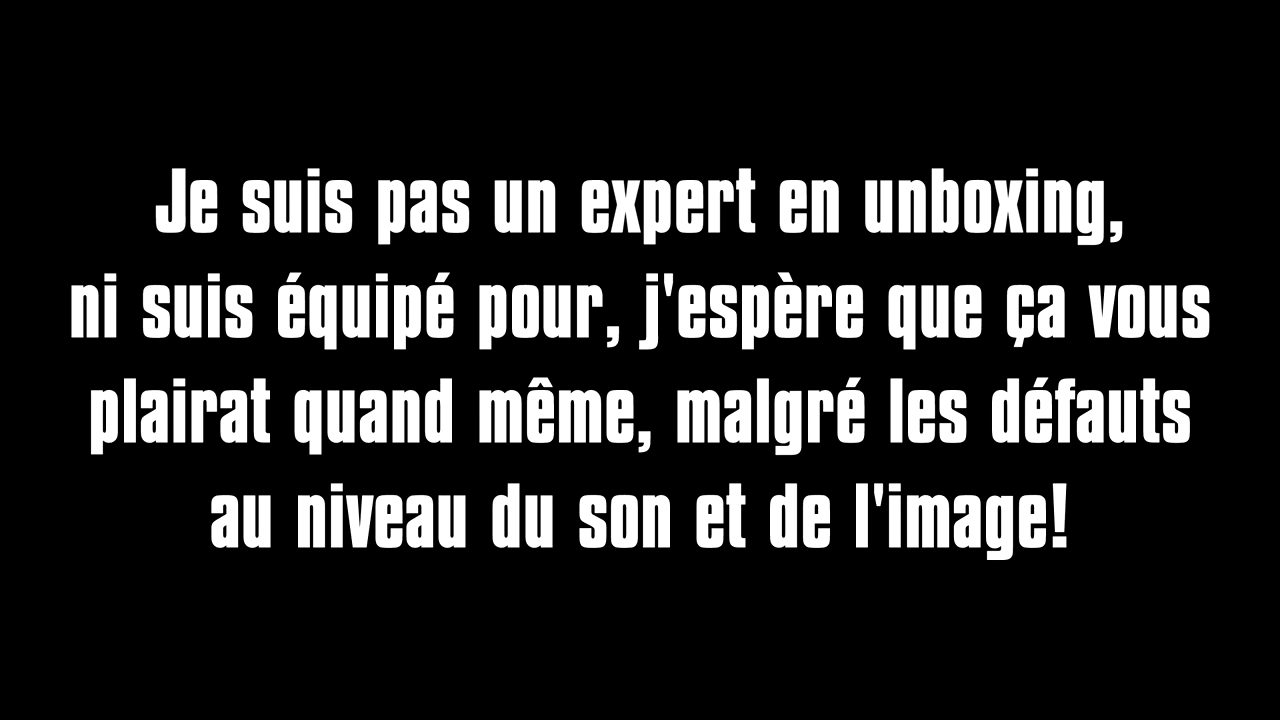 Je suis pas un expert en unboxing,
ni suis équipé pour, j'espère que ça vous
plairat quand même, malgré les défauts
au niveau du son et de l'image!